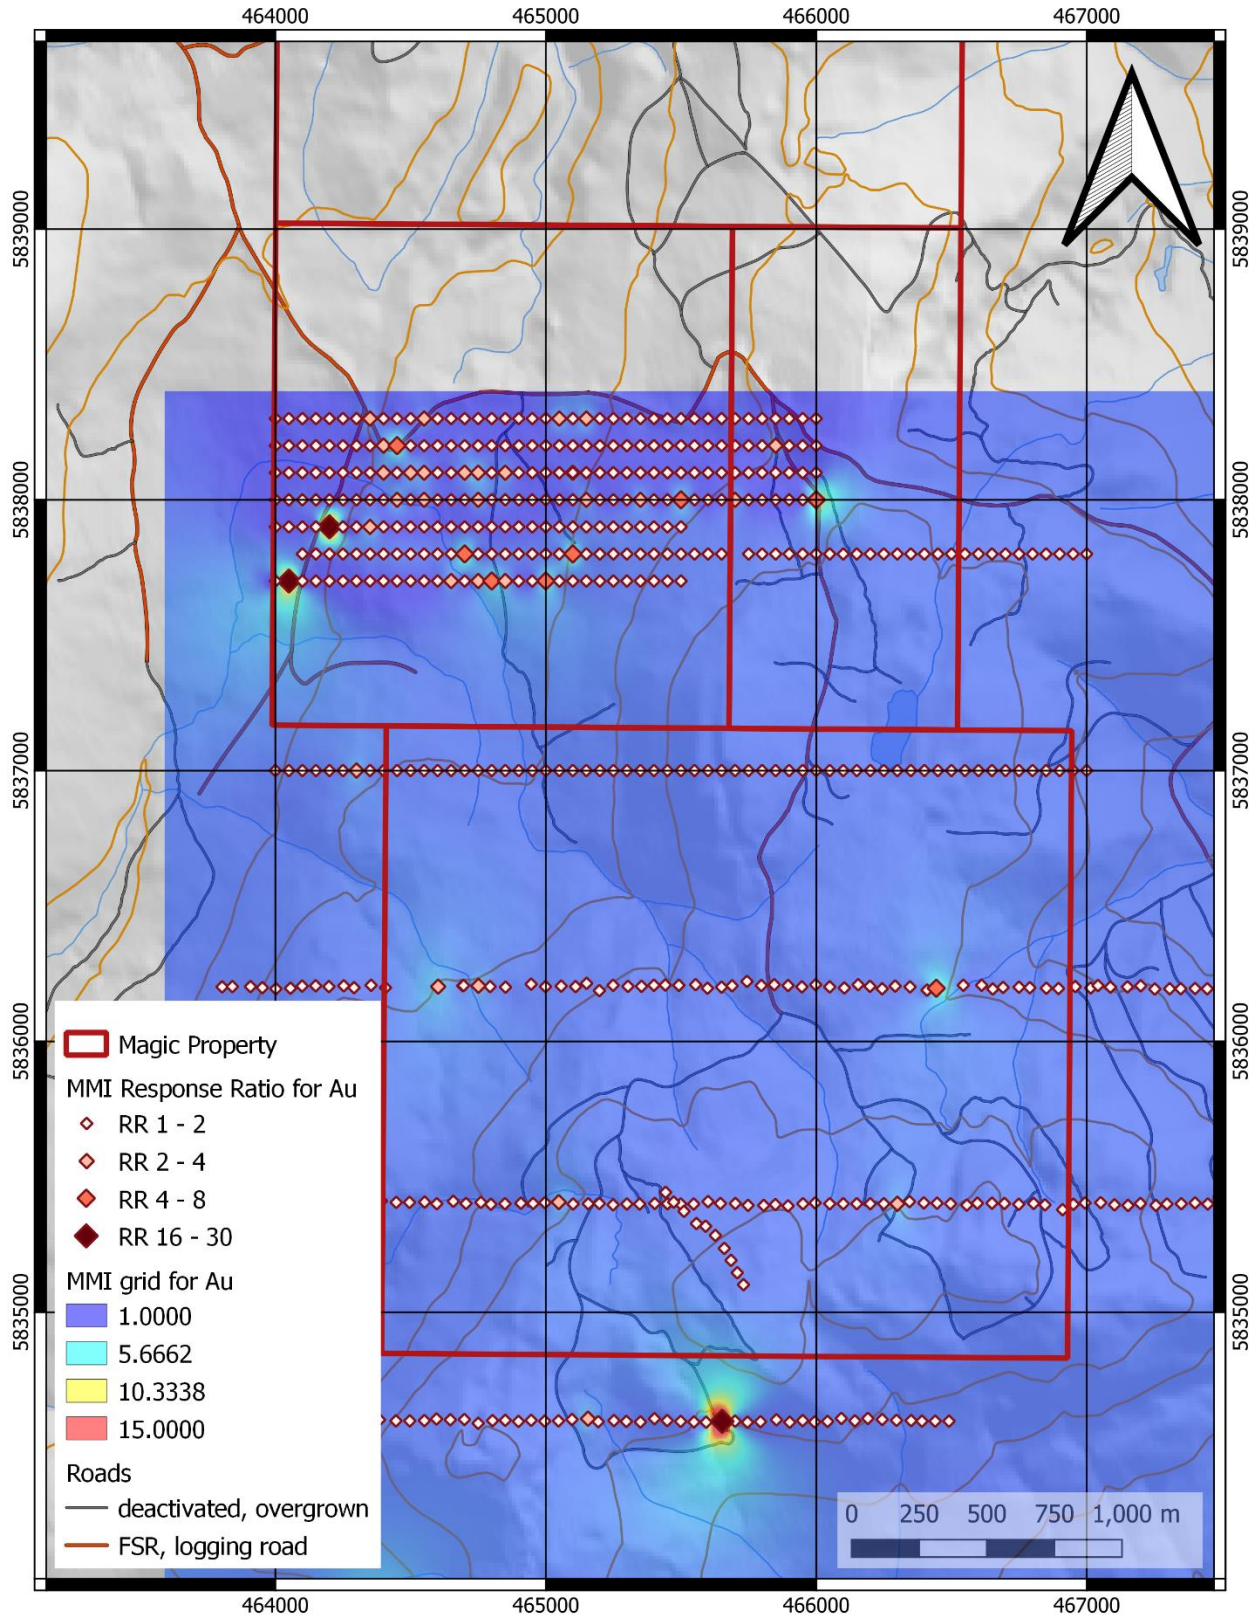 464000 465000 466000 467000
5839000 5839000
5838000 5838000
5837000 5837000
5836000 5836000
5835000 5835000
Magic Property
MMI Response Ratio for Au
RR 1 - 2
RR 2 - 4
RR 4 - 8
RR 16 - 30
MMI grid for Au
1.0000
5.6662
10.3338
15.0000
Roads
deactivated, overgrown
FSR, logging road
0 250 500 750 1,000 m
464000 465000 466000 467000